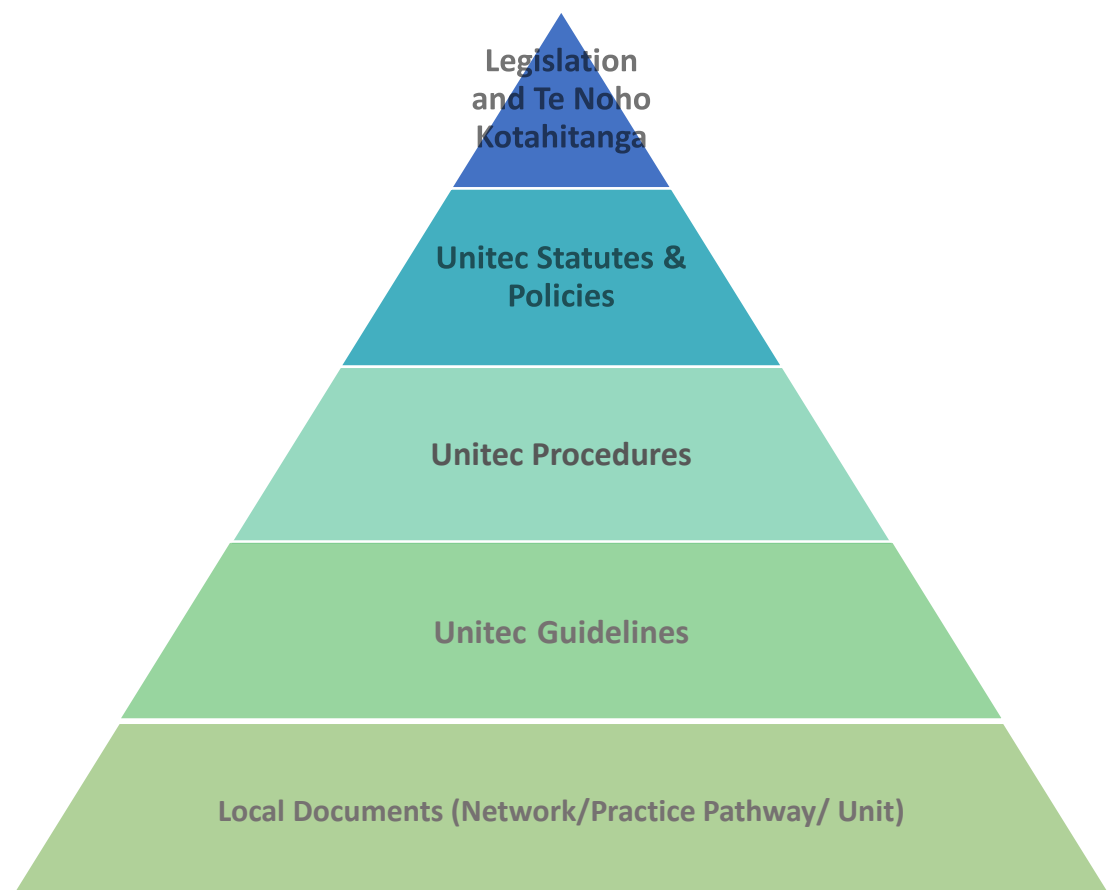 Legislation
and Te Noho
Kotahitanga
Unitec Statutes &
Policies
Unitec Procedures
Unitec Guidelines
Local Documents (Network/Practice Pathway/ Unit)